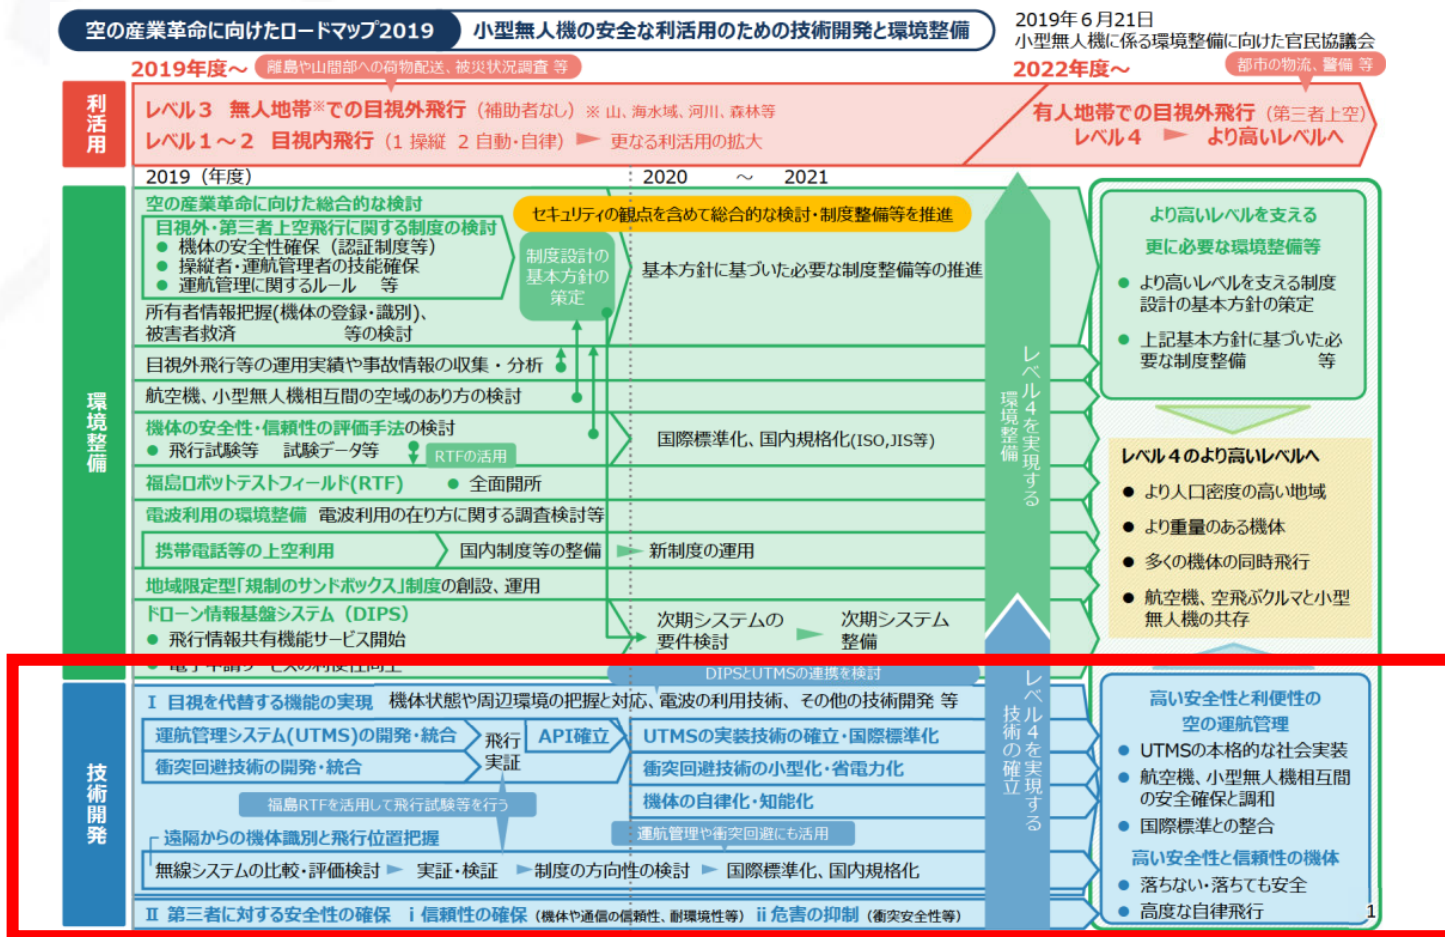 空の産業革命に向けたロードマップ2019
小型無人機の安全な利活用のための技術開発と環境整備
2019年6月21日
小型無人機に係る環境整備に向けた官民協議会
2019年度～
離島や山間部への荷物配送、被災状況調査 等
2022年度～
都市の物流、警備 等
利活用
レベル3 無人地帯※での目視外飛行（補助者なし）※ 山、海水域、河川、森林等
レベル1～2 目視内飛行（1 操縦 2 自動・自律）
更なる利活用の拡大
有人地帯での目視外飛行（第三者上空）
レベル4
より高いレベルへ
2019（年度）
2020 ～ 2021
環境整備
空の産業革命に向けた総合的な検討
目視外・第三者上空飛行に関する制度の検討
● 機体の安全性確保（認証制度等）
● 操縦者・運航管理者の技能確保
● 運航管理に関するルール 等
所有者情報把握(機体の登録・識別)、
被害者救済 等の検討
セキュリティの観点を含めて総合的な検討・制度整備等を推進
制度設計の
基本方針の
策定
基本方針に基づいた必要な制度整備等の推進
目視外飛行等の運用実績や事故情報の収集・分析
航空機、小型無人機相互間の空域のあり方の検討
機体の安全性・信頼性の評価手法の検討
● 飛行試験等 試験データ等
RTFの活用
国際標準化、国内規格化(ISO,JIS等)
福島ロボットテストフィールド(RTF)
● 全面開所
電波利用の環境整備 電波利用の在り方に関する調査検討等
携帯電話等の上空利用
国内制度等の整備
新制度の運用
地域限定型「規制のサンドボックス」制度の創設、運用
ドローン情報基盤システム（DIPS）
● 飛行情報共有機能サービス開始
● 電子申請サービスの利便性向上
次期システムの
要件検討
次期システム
整備
DIPSとUTMSの連携を検討
レベル4を実現する
環境整備
より高いレベルを支える
更に必要な環境整備等
● より高いレベルを支える制度
設計の基本方針の策定
● 上記基本方針に基づいた必
要な制度整備 等
レベル4のより高いレベルへ
● より人口密度の高い地域
● より重量のある機体
● 多くの機体の同時飛行
● 航空機、空飛ぶクルマと小型
無人機の共存
技術開発
Ⅰ 目視を代替する機能の実現 機体状態や周辺環境の把握と対応、電波の利用技術、その他の技術開発 等
運航管理システム(UTMS)の開発・統合
衝突回避技術の開発・統合
飛行
実証
API確立
UTMSの実装技術の確立・国際標準化
衝突回避技術の小型化・省電力化
機体の自律化・知能化
福島RTFを活用して飛行試験等を行う
運航管理や衝突回避にも活用
遠隔からの機体識別と飛行位置把握
無線システムの比較・評価検討
実証・検証
制度の方向性の検討
国際標準化、国内規格化
Ⅱ 第三者に対する安全性の確保 ⅰ 信頼性の確保（機体や通信の信頼性、耐環境性等）ⅱ 危害の抑制（衝突安全性等）
レベル4を実現する
技術の確立
高い安全性と利便性の
空の運航管理
● UTMSの本格的な社会実装
● 航空機、小型無人機相互間
の安全確保と調和
● 国際標準との整合
高い安全性と信頼性の機体
● 落ちない・落ちても安全
● 高度な自律飛行
1